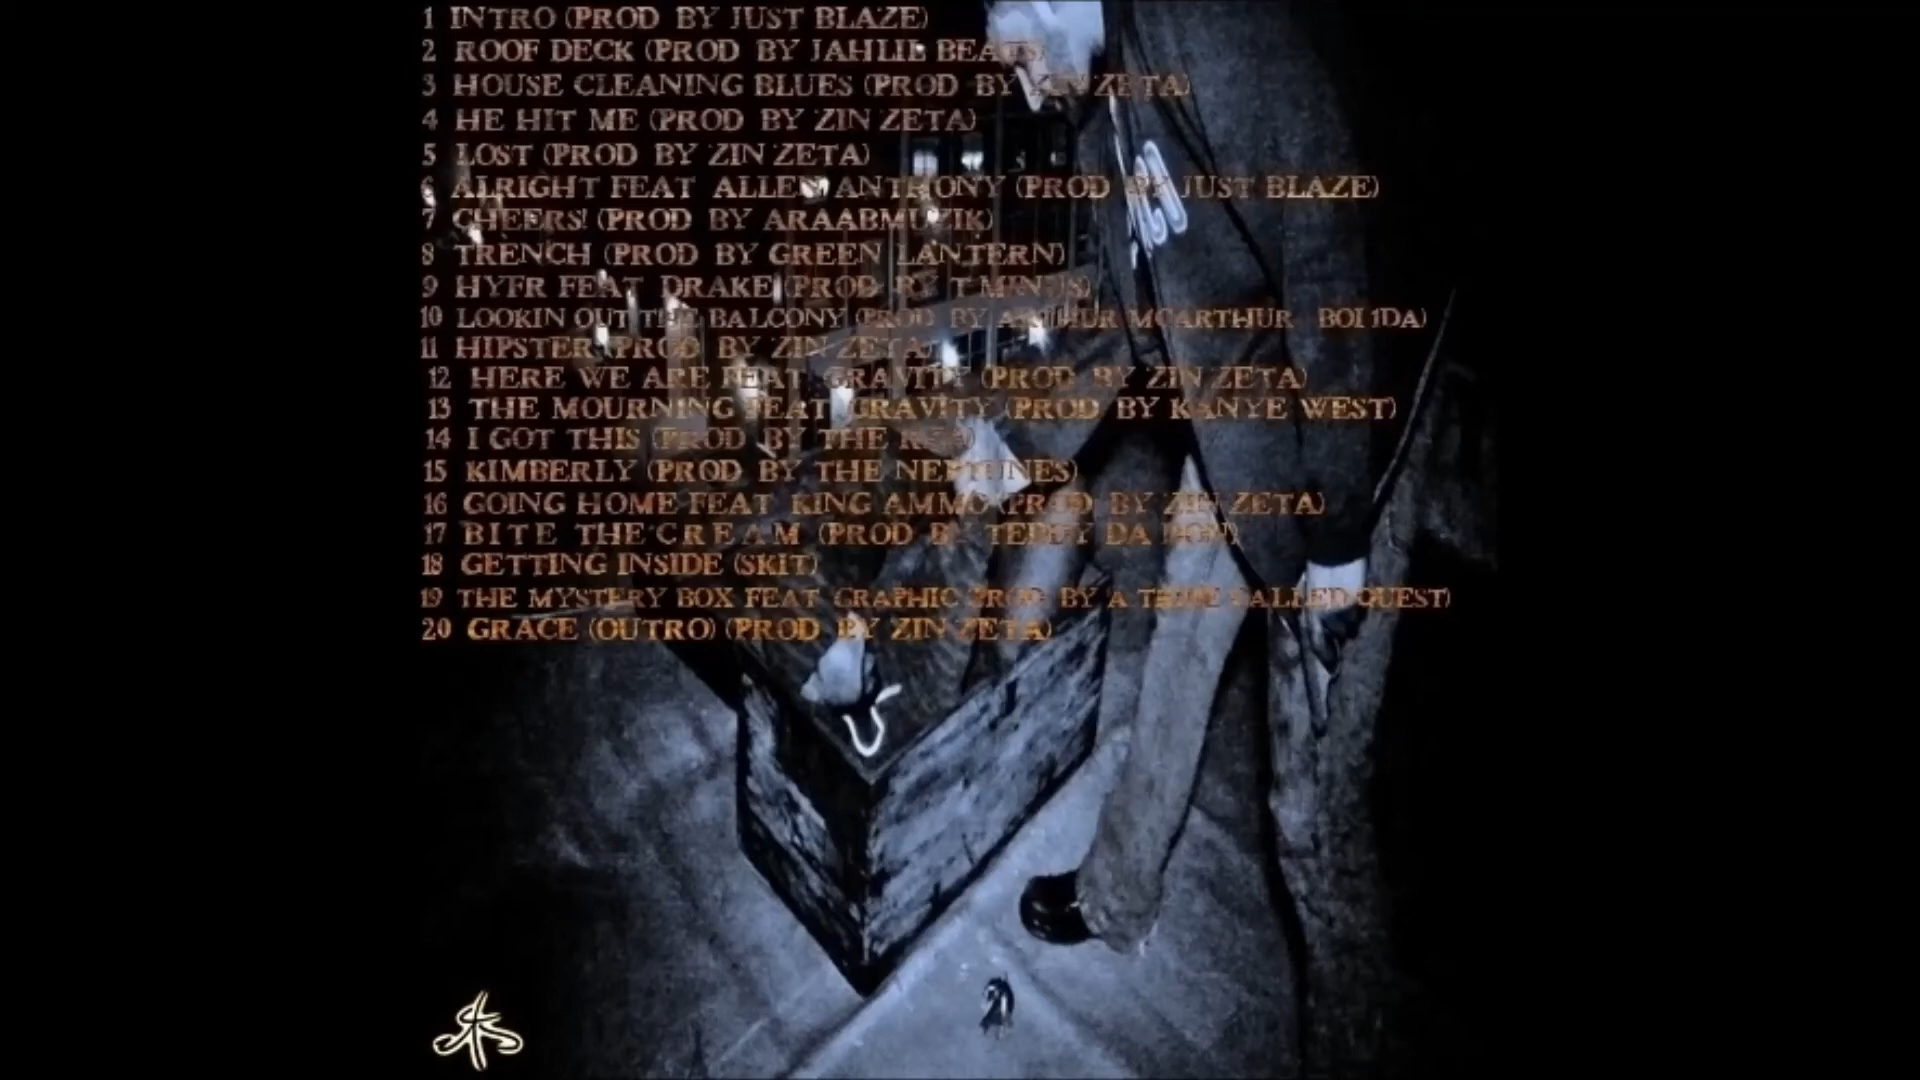 1 INTRO (PROD BY JUST BLAZE)
2 ROOF DECK (PROD BY JAHLIL BEATS)
3 HOUSE CLEANING BLUES (PROD BY ZIN ZETA)
4 HE HIT ME (PROD BY ZIN ZETA)
5 LOST (PROD BY ZIN ZETA)
6 ALRIGHT FEAT ALLEN ANTHONY (PROD BY JUST BLAZE)
7 CHEERS! (PROD BY ARAABMUZIK)
8 TRENCH (PROD BY GREEN LANTERN)
9 HYFR FEAT DRAKE (PROD BY T MINUS)
10 LOOKIN OUT THE BALCONY (PROD BY ARTHUR MCARTHUR BOI 1DA)
11 HIPSTER (PROD BY ZIN ZETA)
12 HERE WE ARE FEAT GRAVITY (PROD BY ZIN ZETA)
13 THE MOURNING FEAT GRAVITY (PROD BY KANYE WEST)
14 I GOT THIS (PROD BY THE
15 KIMBERLY (PROD BY THE NEPTUNES)
16 GOING HOME FEAT KING AMMO (PROD BY ZIN ZETA)
17 BITE THE C R E A M (PROD BY TEDDY DA DON)
18 GETTING INSIDE (SKIT)
19 THE MYSTERY BOX FEAT GRAPHIC PROD BY A TRIBE CALLED QUEST)
20 GRACE (OUTRO) (PROD BY ZIN ZETA)